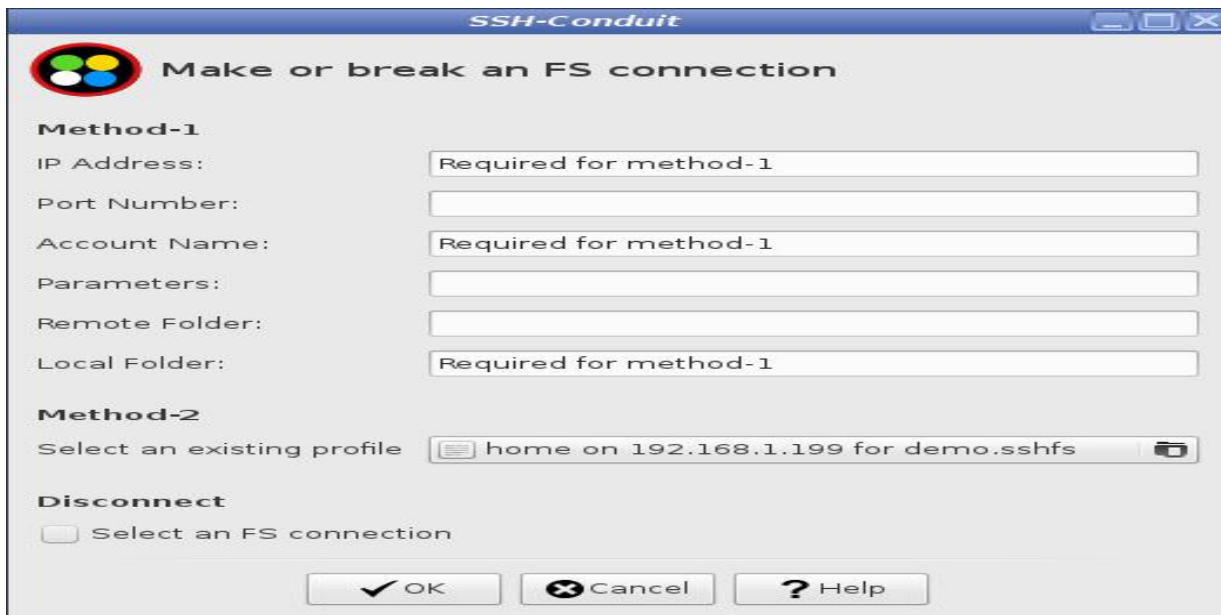 SSH-Conduit
Make or break an FS connection
Method-1
IP Address: Required for method-1
Port Number:
Account Name: Required for method-1
Parameters:
Remote Folder:
Local Folder: Required for method-1
Method-2
Select an existing profile home on 192.168.1.199 for demo.sshfs
Disconnect
Select an FS connection
OK Cancel Help